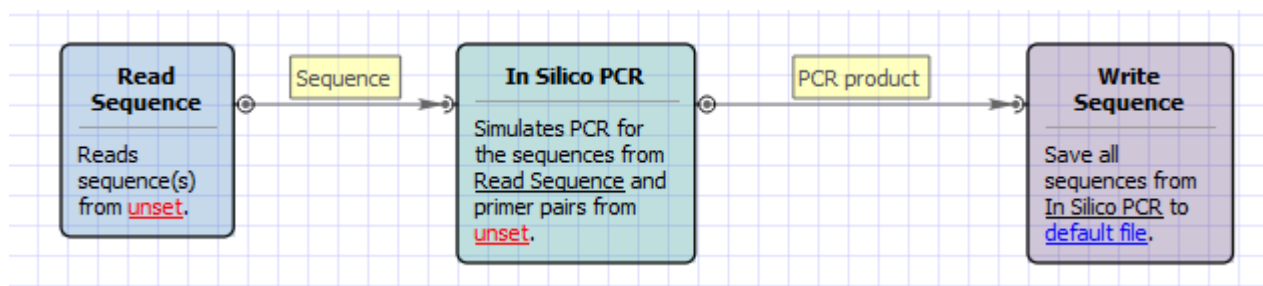 Read
Sequence
Reads
sequence(s)
from unset.
Sequence
In Silico PCR
Simulates PCR for
the sequences from
Read Sequence and
primer pairs from
unset.
PCR product
Write
Sequence
Save all
sequences from
In Silico PCR to
default file.